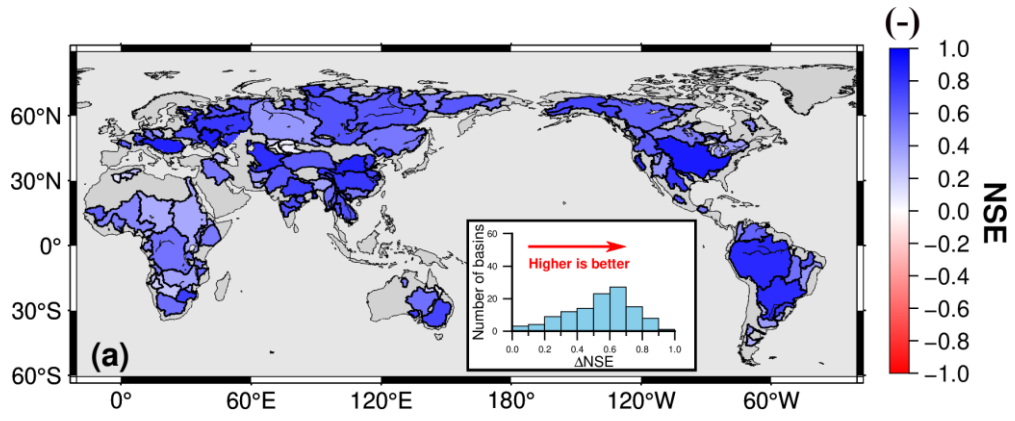 (-)
1.0
0.8
0.6
0.4
0.2
0.0
−0.2
−0.4
−0.6
−0.8
−1.0
NSE
60°N
30°N
0°
30°S
60°S
0°
60°E
120°E
180°
120°W
60°W
(a)
Number of basins
60
40
20
0
Higher is better
0.0 0.2 0.4 0.6 0.8 1.0
ΔNSE